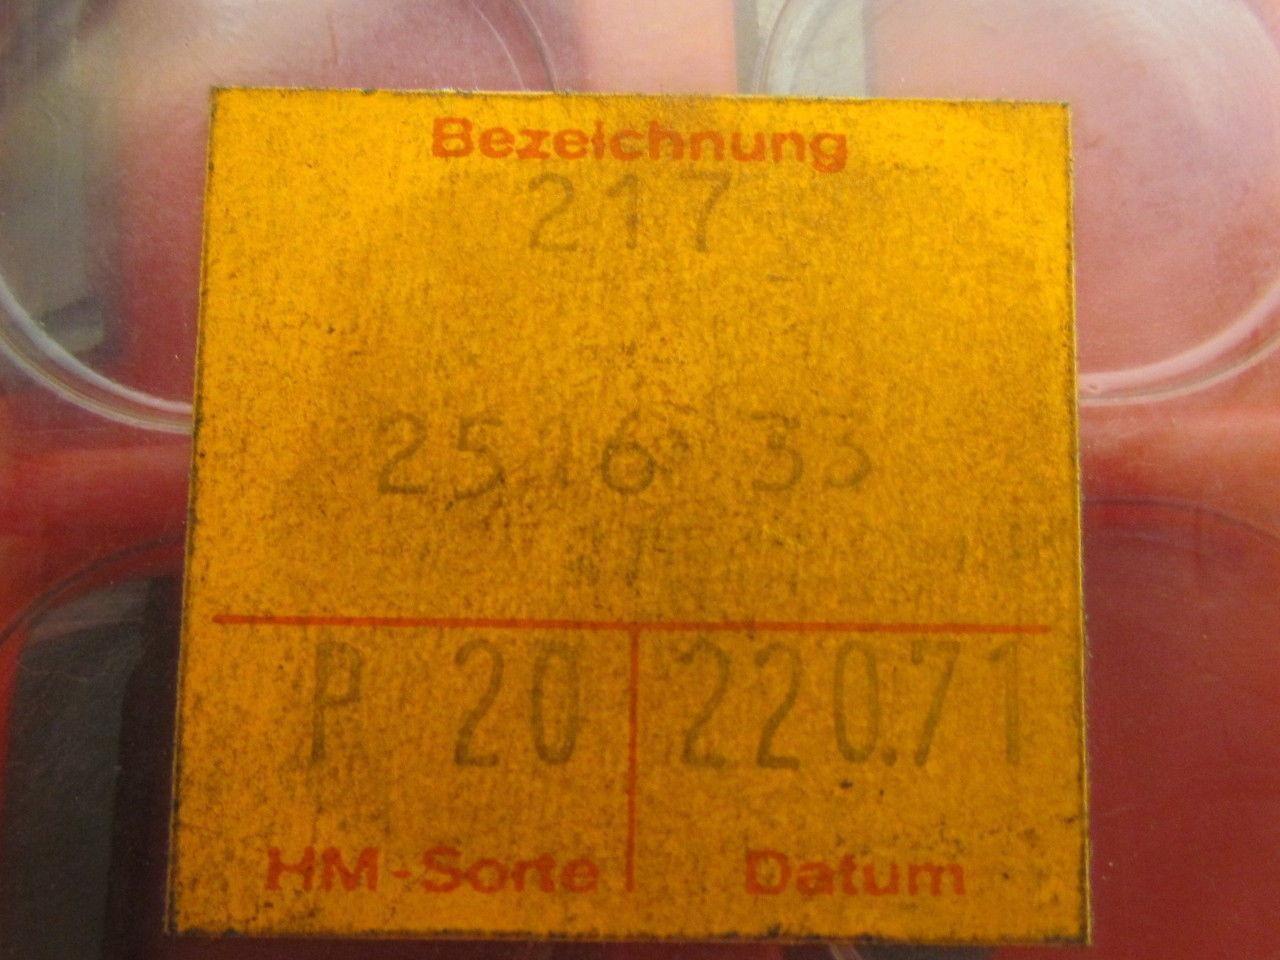 Bezeichnung
217
2516 33
P 20 220.71
HM-Sorte Datum